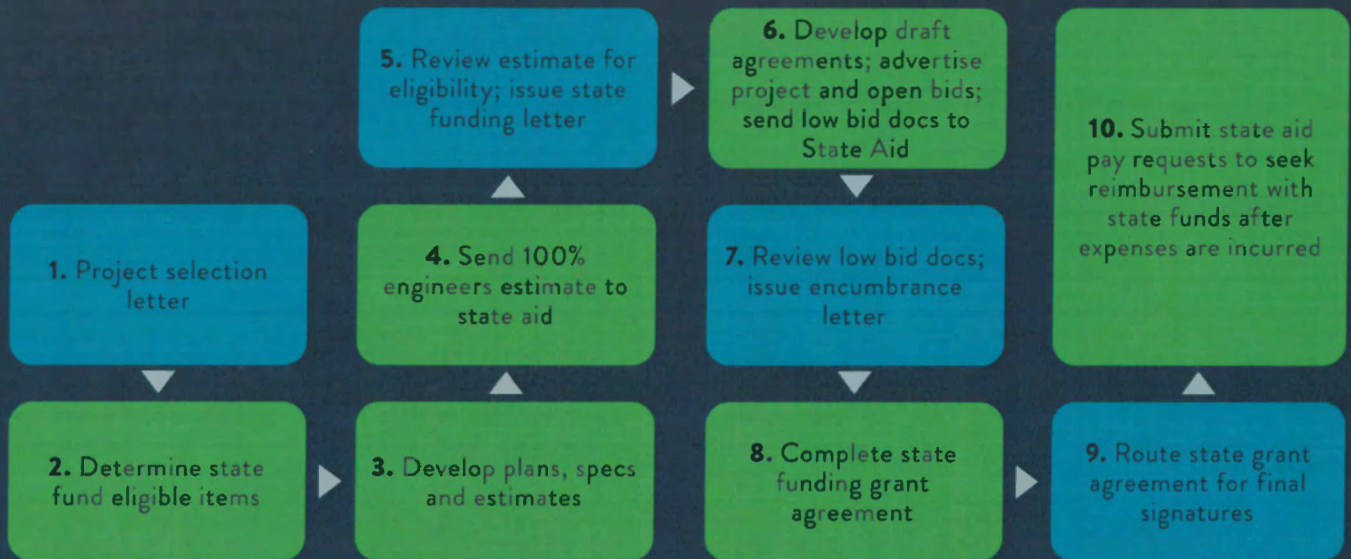 1. Project selection
letter
2. Determine state
fund eligible items
3. Develop plans, specs
and estimates
4. Send 100%
engineers estimate to
state aid
5. Review estimate for
eligibility; issue state
funding letter
6. Develop draft
agreements; advertise
project and open bids;
send low bid docs to
State Aid
7. Review low bid docs;
issue encumbrance
letter
8. Complete state
funding grant
agreement
9. Route state grant
agreement for final
signatures
10. Submit state aid
pay requests to seek
reimbursement with
state funds after
expenses are incurred